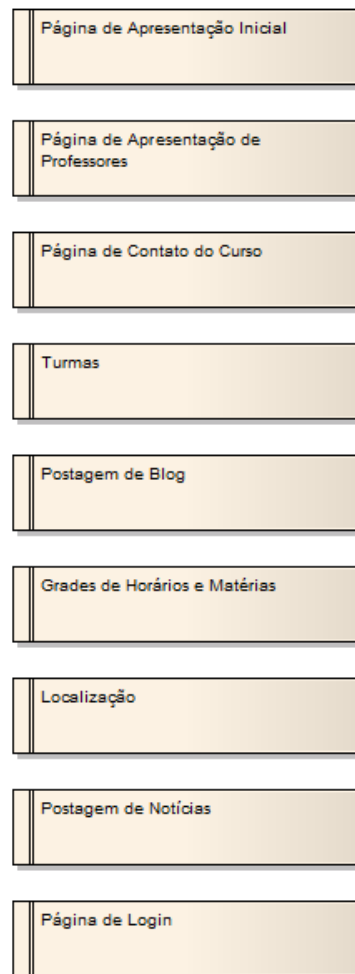 Página de Apresentação Inicial
Página de Apresentação de
Professores
Página de Contato do Curso
Turmas
Postagem de Blog
Grades de Horários e Matérias
Localização
Postagem de Notícias
Página de Login